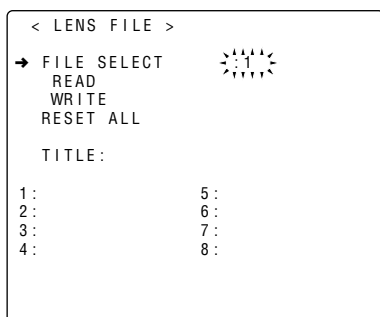 < LENS FILE >
→ FILE SELECT :1
READ
WRITE
RESET ALL
TITLE:
1: 5:
2: 6:
3: 7:
4: 8: